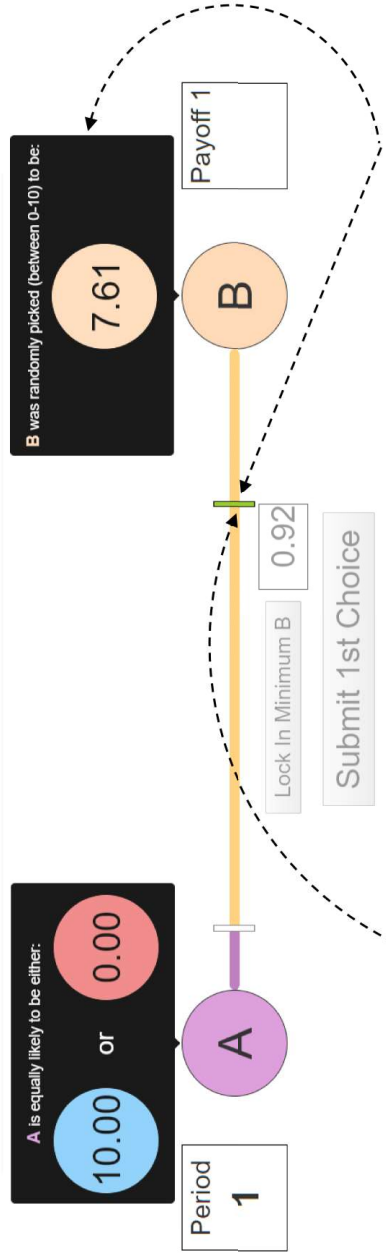 Period
1
A is equally likely to be either:
10.00 or 0.00
A
Lock In Minimum B
0.92
Submit 1st Choice
B was randomly picked (between 0-10) to be:
7.61
B
Payoff 1